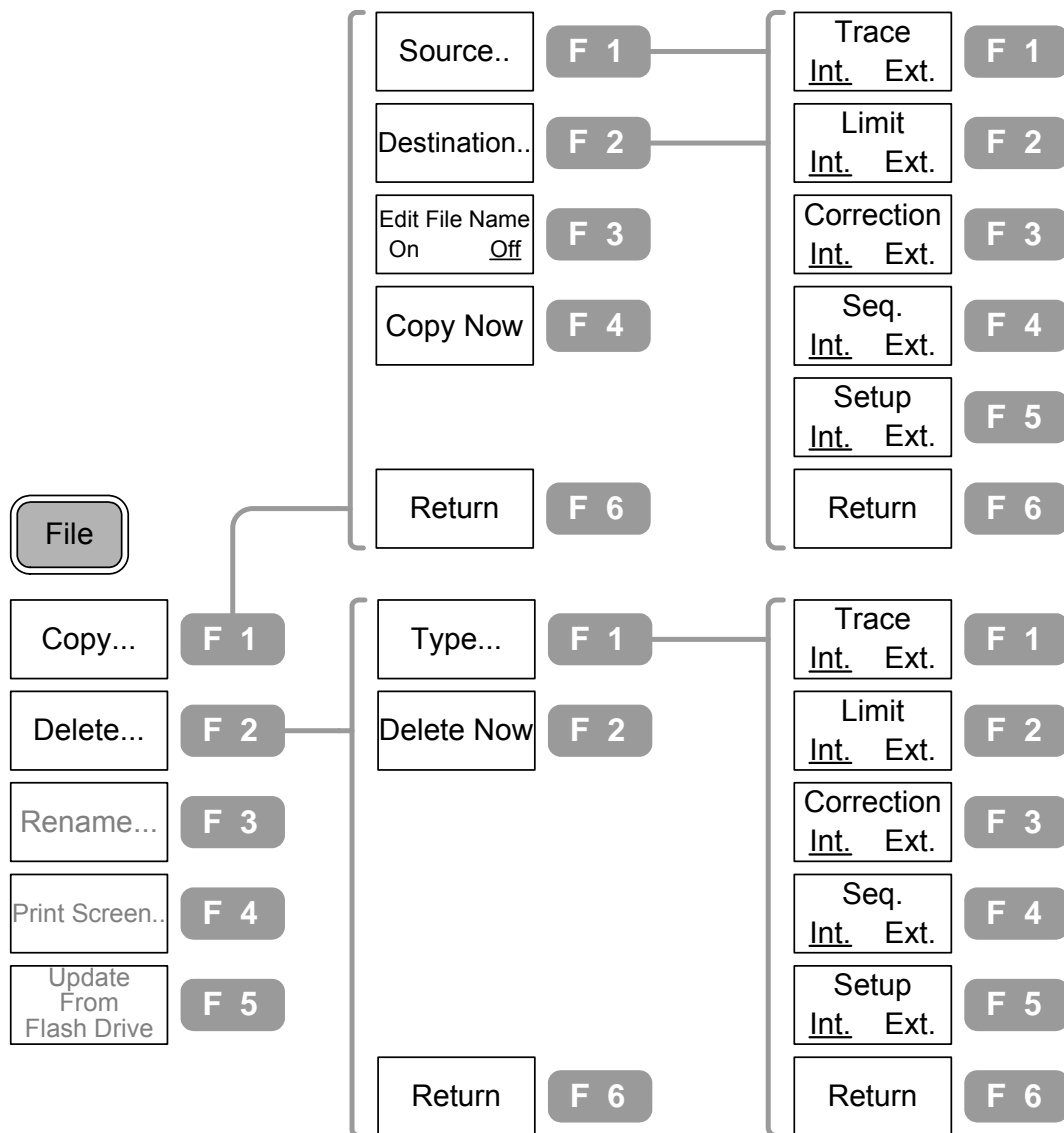 Source..
F 1
Destination..
F 2
Edit File Name
On Off
F 3
Copy Now
F 4
Return
F 6
Trace
Int. Ext.
F 1
Limit
Int. Ext.
F 2
Correction
Int. Ext.
F 3
Seq.
Int. Ext.
F 4
Setup
Int. Ext.
F 5
Return
F 6
File
Copy...
F 1
Delete...
F 2
Rename...
F 3
Print Screen..
F 4
Update
From
Flash Drive
F 5
Type...
F 1
Delete Now
F 2
Return
F 6
Trace
Int. Ext.
F 1
Limit
Int. Ext.
F 2
Correction
Int. Ext.
F 3
Seq.
Int. Ext.
F 4
Setup
Int. Ext.
F 5
Return
F 6